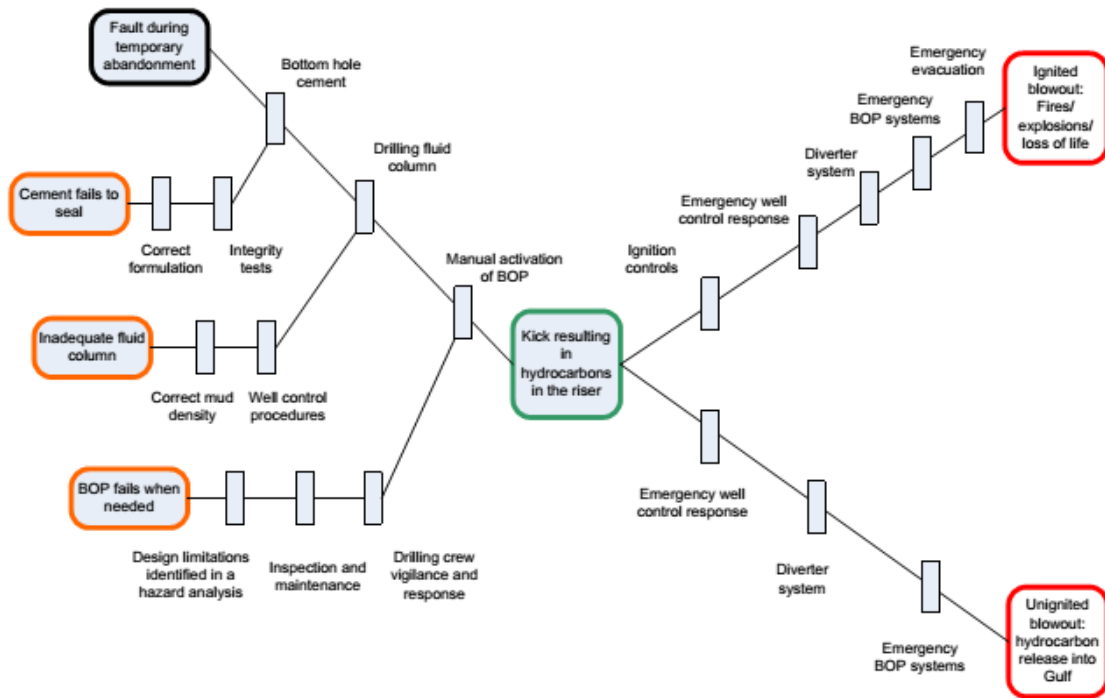 Fault during
temporary
abandonment
Bottom hole
cement
Drilling fluid
column
Manual activation
of BOP
Cement fails to
seal
Correct
formulation
Integrity
tests
Inadequate fluid
column
Correct mud
density
Well control
procedures
BOP fails when
needed
Design limitations
identified in a
hazard analysis
Inspection and
maintenance
Drilling crew
vigilance and
response
Kick resulting
in
hydrocarbons
in the riser
Ignition
controls
Emergency well
control response
Diverter
system
Emergency
BOP systems
Emergency
evacuation
Ignited
blowout:
Fires/
explosions/
loss of life
Emergency well
control response
Diverter
system
Emergency
BOP systems
Unignited
blowout:
hydrocarbon
release into
Gulf